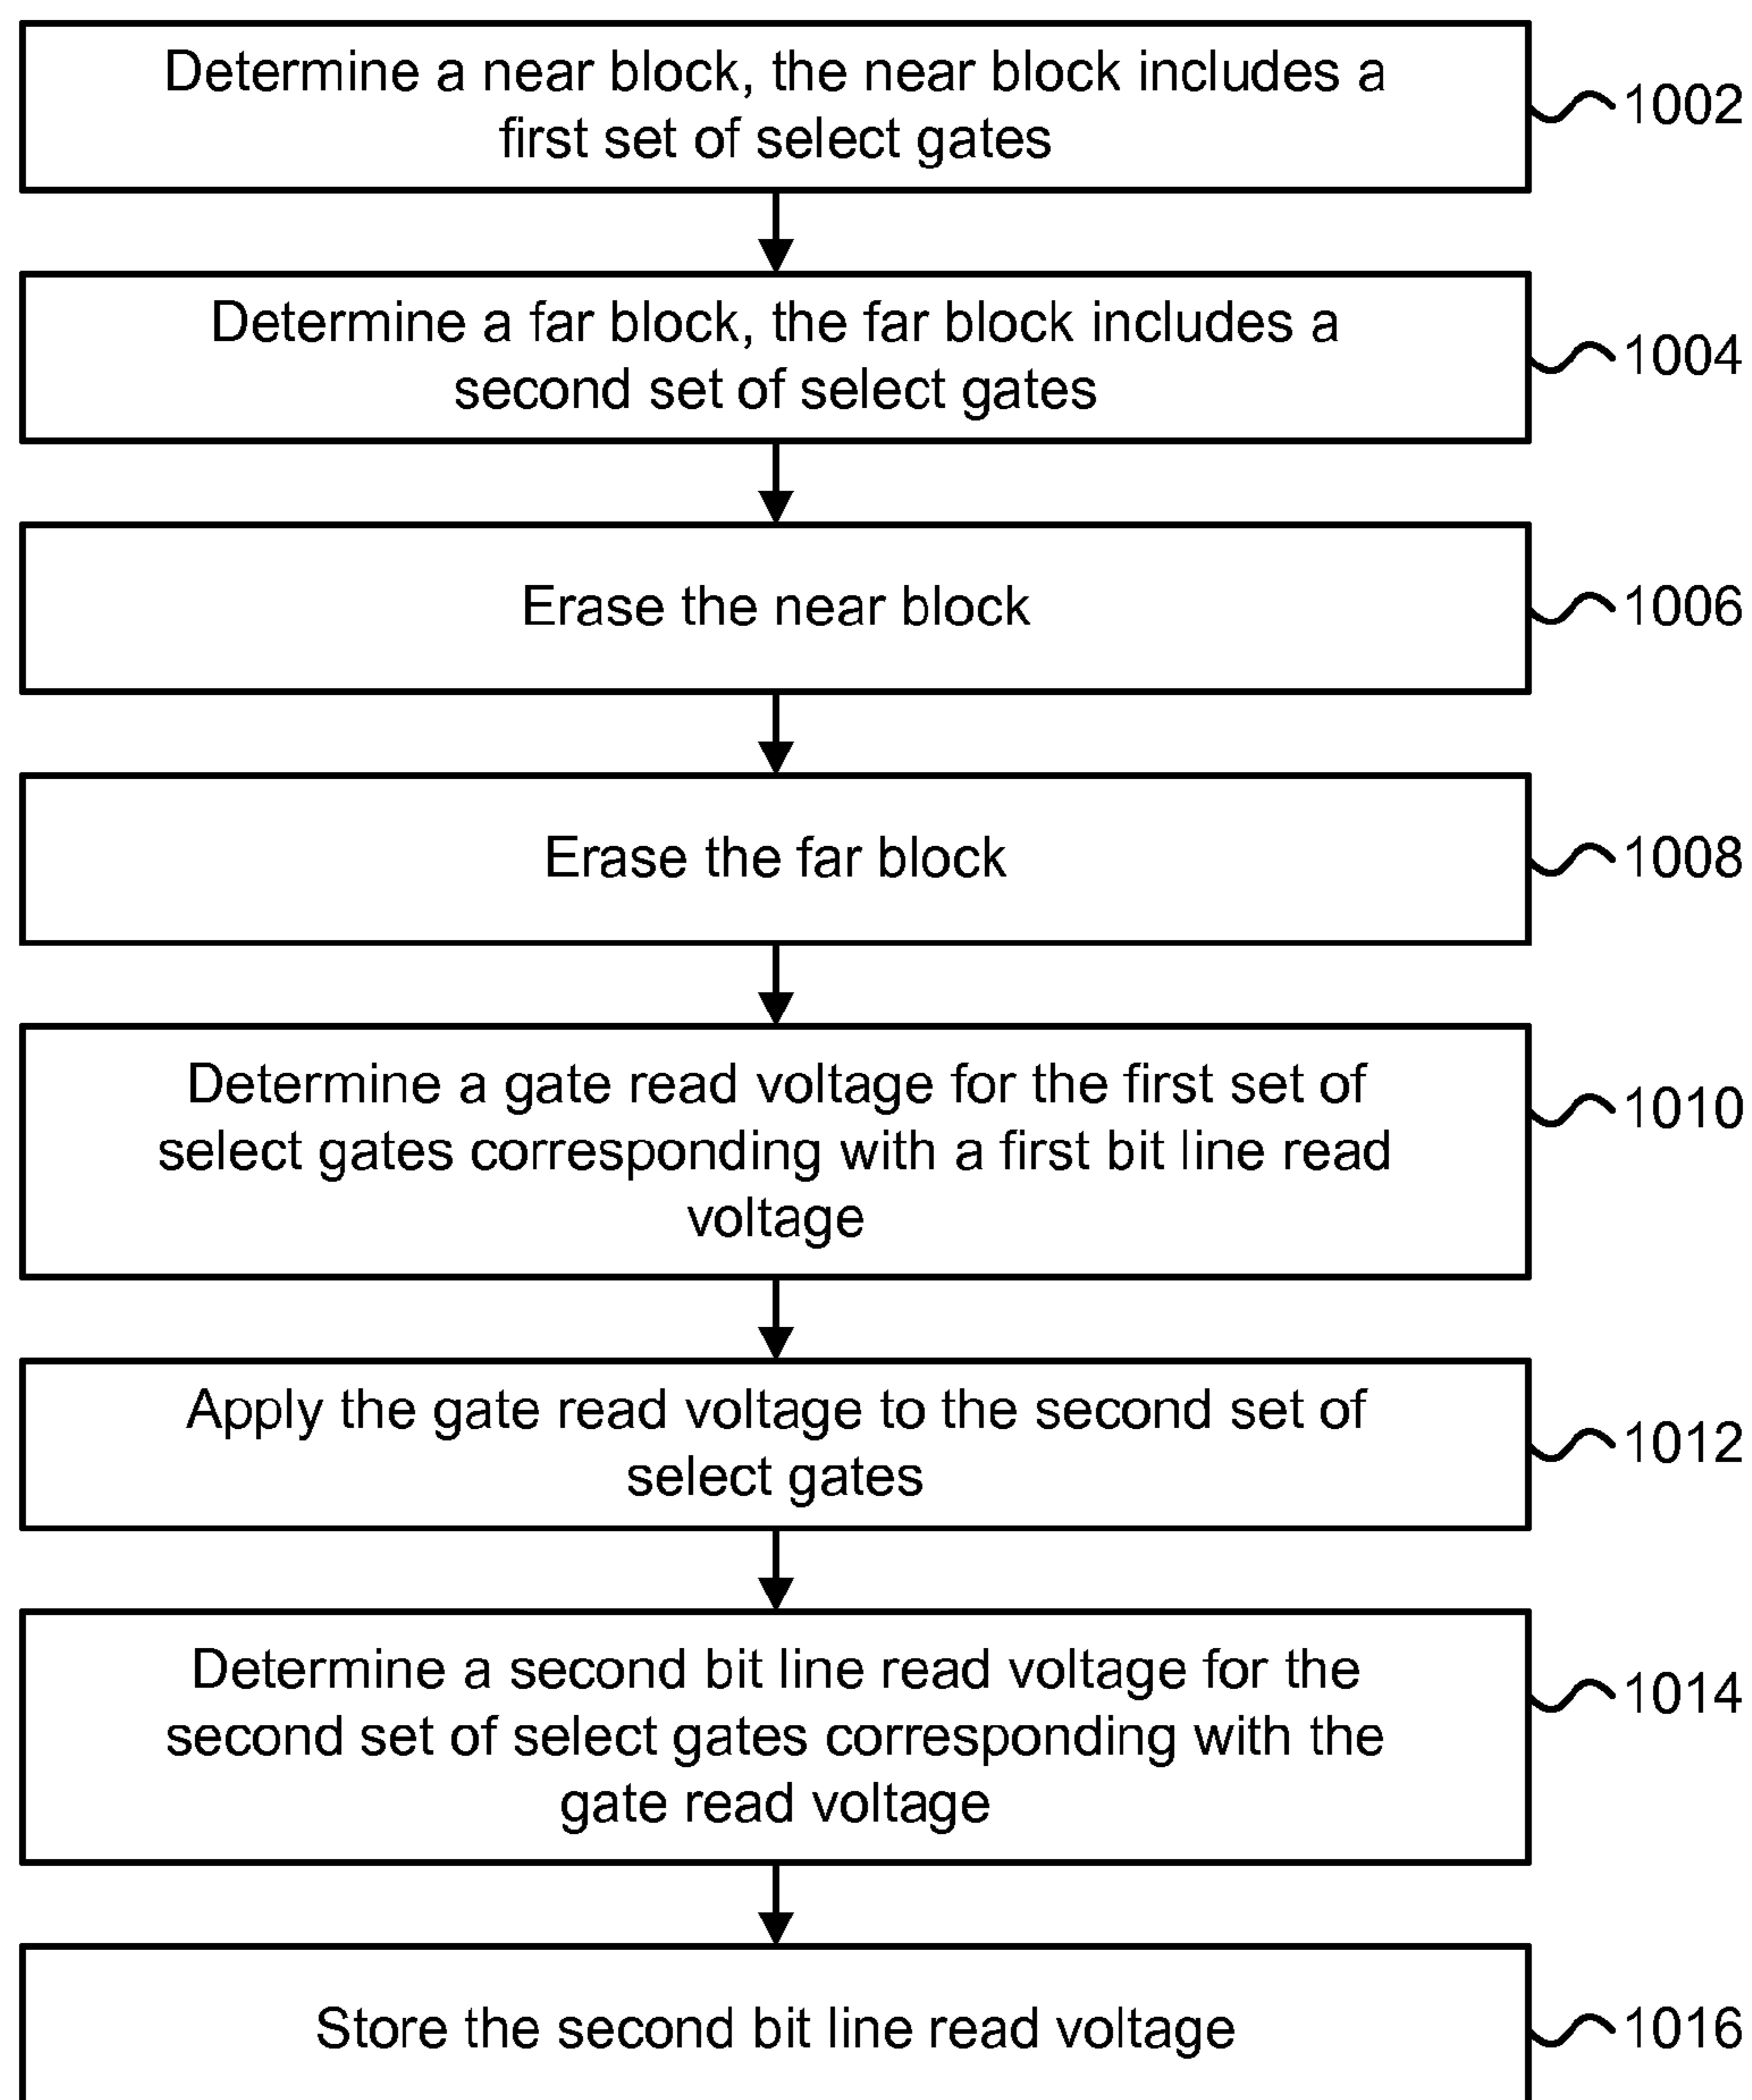 Determine a near block, the near block includes a
first set of select gates
1002
Determine a far block, the far block includes a
second set of select gates
1004
Erase the near block
1006
Erase the far block
1008
Determine a gate read voltage for the first set of
select gates corresponding with a first bit line read
voltage
1010
Apply the gate read voltage to the second set of
select gates
1012
Determine a second bit line read voltage for the
second set of select gates corresponding with the
gate read voltage
1014
Store the second bit line read voltage
1016